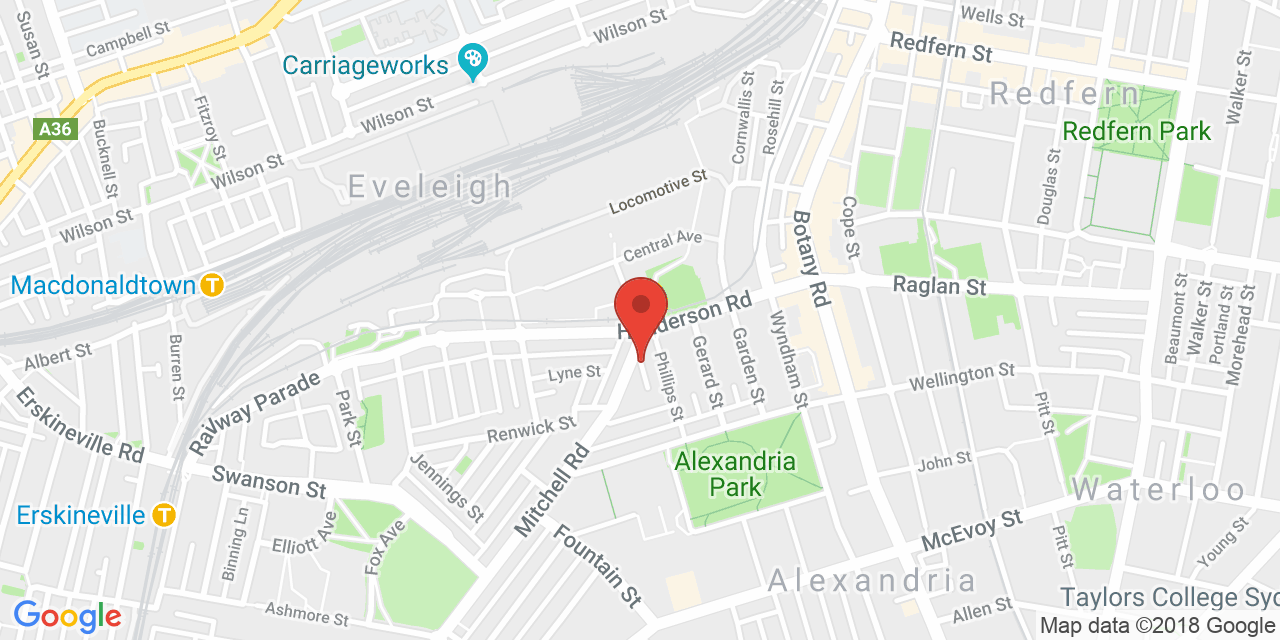 Susan St
Campbell St
Wilson St
Wells St
Redfern St
Carriageworks
Redfern
Walker St
Cornwallis St
Rosehill St
Fitzroy St
Wilson St
A36
Bucknell St
Redfern Park
Wilson St
Eveleigh
Locomotive St
Douglas St
Wilson St
Cope St
Central Ave
Botany Rd
Macdonaldtown
T
Raglan St
Henderson Rd
Beaumont St
Walker St
Portland St
Morehead St
Albert St
Burren St
Wyndham St
Garden St
Gerard St
Phillips St
Lyne St
Wellington St
Railway Parade
Erskineville Rd
Park St
Pitt St
Renwick St
Mitchell Rd
Alexandria
Park
John St
Swanson St
Jennings St
Waterloo
Erskineville
T
Binning Ln
Elliott Ave
Fox Ave
McEvoy St
Pitt St
Young St
Fountain St
Alexandria
Taylors College Syd
Ashmore St
Allen St
Google
Map data ©2018 Google